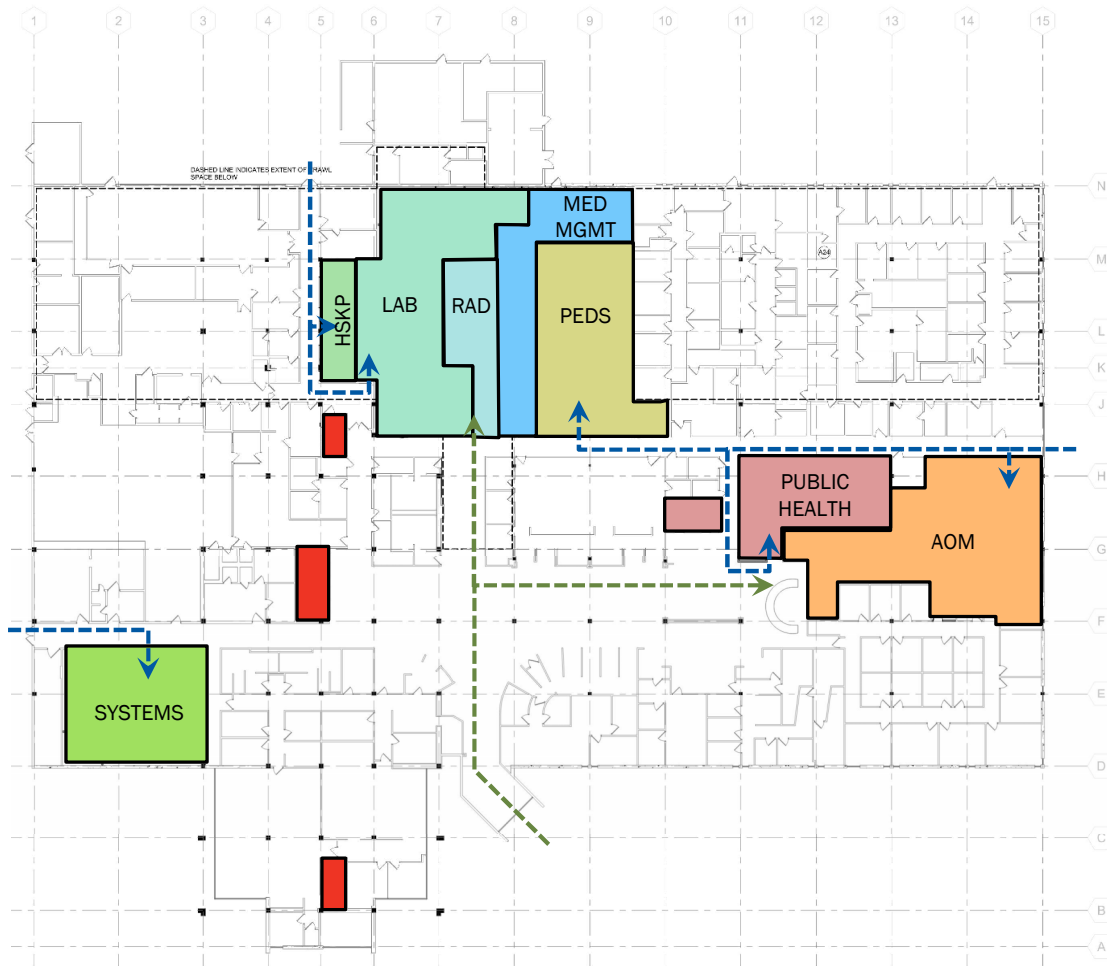 1 2 3 4 5 6 7 8 9 10 11 12 13 14 15
DASHED LINE INDICATES EXTENT OF CRAWL
SPACE BELOW
N
MED
MGMT
M
A24
HSKP
LAB
RAD
PEDS
L
K
J
H
PUBLIC
HEALTH
AOM
G
F
E
SYSTEMS
D
C
B
A